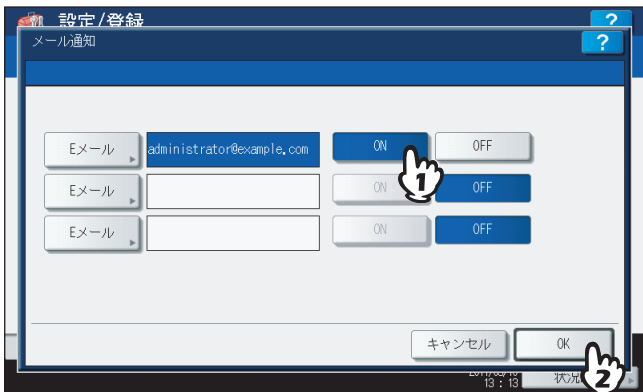 設定/登録 ?
メール通知 ?
Eメール administrator@example.com ON OFF
1
Eメール ON OFF
Eメール ON OFF
キャンセル OK
2
13 : 13 状況